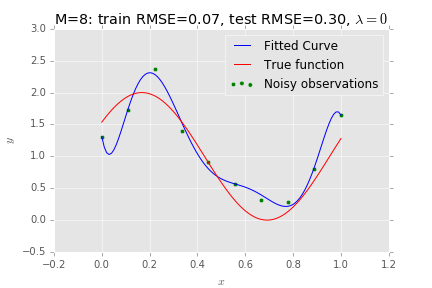 M=8: train RMSE=0.07, test RMSE=0.30, λ=0
3.0
2.5
2.0
1.5
1.0
0.5
0.0
−0.5
y
Fitted Curve
True function
Noisy observations
−0.2 0.0 0.2 0.4 0.6 0.8 1.0 1.2
x